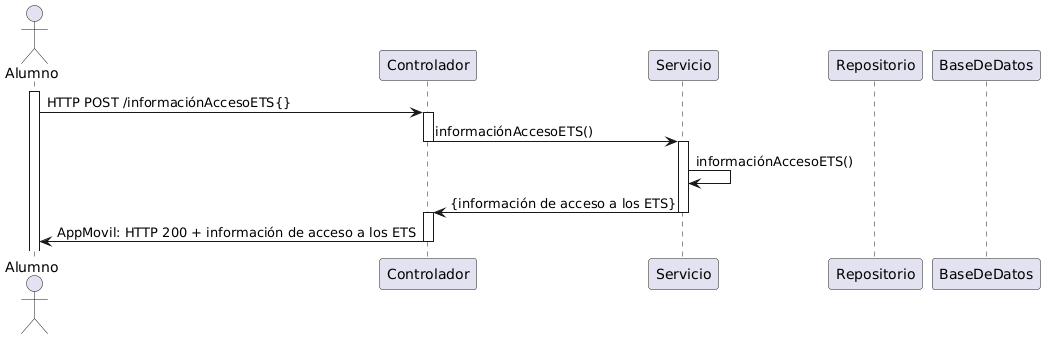 Alumno
Controlador
Servicio
Repositorio
BaseDeDatos
HTTP POST /informaciónAccesoETS{}
informaciónAccesoETS()
informaciónAccesoETS()
{información de acceso a los ETS}
AppMovil: HTTP 200 + información de acceso a los ETS
Alumno
Controlador
Servicio
Repositorio
BaseDeDatos